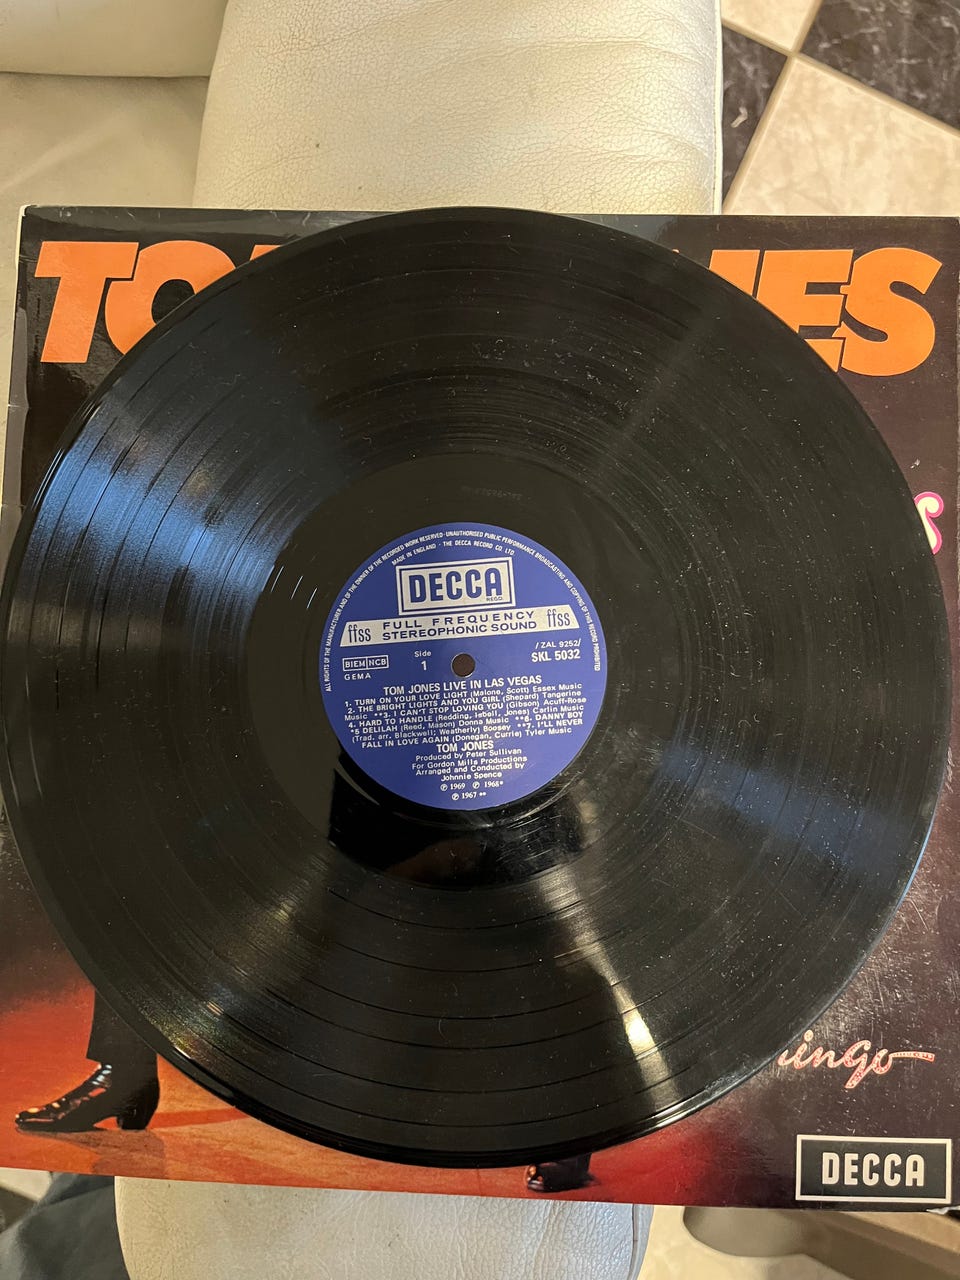 TO
NES
s
ALL RIGHTS OF THE MANUFACTURER AND OF THE OWNER OF THE RECORDED WORK RESERVED · UNAUTHORISED PUBLIC PERFORMANCE BROADCASTING AND COPYING OF THIS RECORD PROHIBITED
MADE IN ENGLAND · THE DECCA RECORD CO. LTD.
DECCA
REGD.
ffss FULL FREQUENCY STEREOPHONIC SOUND ffss
BIEM NCB
GEMA
Side
1
/ ZAL 9252/
SKL 5032
TOM JONES LIVE IN LAS VEGAS
1. TURN ON YOUR LOVE LIGHT (Malone, Scott) Essex Music
2. THE BRIGHT LIGHTS AND YOU GIRL (Shepard) Tangerine
Music **3. I CAN'T STOP LOVING YOU (Gibson) Acuff-Rose
4. HARD TO HANDLE (Redding, Isbell, Jones) Carlin Music
*5 DELILAH (Reed, Mason) Donna Music **6. DANNY BOY
(Trad. arr. Blackwell; Weatherly) Boosey **7. I'LL NEVER
FALL IN LOVE AGAIN (Donegan, Currie) Tyler Music
TOM JONES
Produced by Peter Sullivan
For Gordon Mills Productions
Arranged and Conducted by
Johnnie Spence
℗ 1969 ℗ 1968*
℗ 1967 **
ingo
DECCA